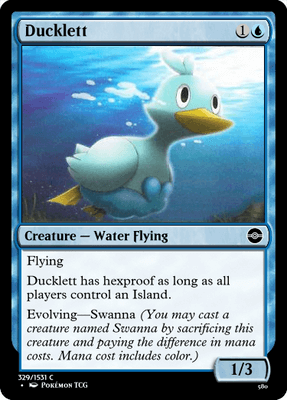 Ducklett 1
Creature — Water Flying
Flying
Ducklett has hexproof as long as all
players control an Island.
Evolving—Swanna (You may cast a
creature named Swanna by sacrificing this
creature and paying the difference in mana
costs. Mana cost includes color.)
1/3
329/1531 C
• Pokémon TCG
580